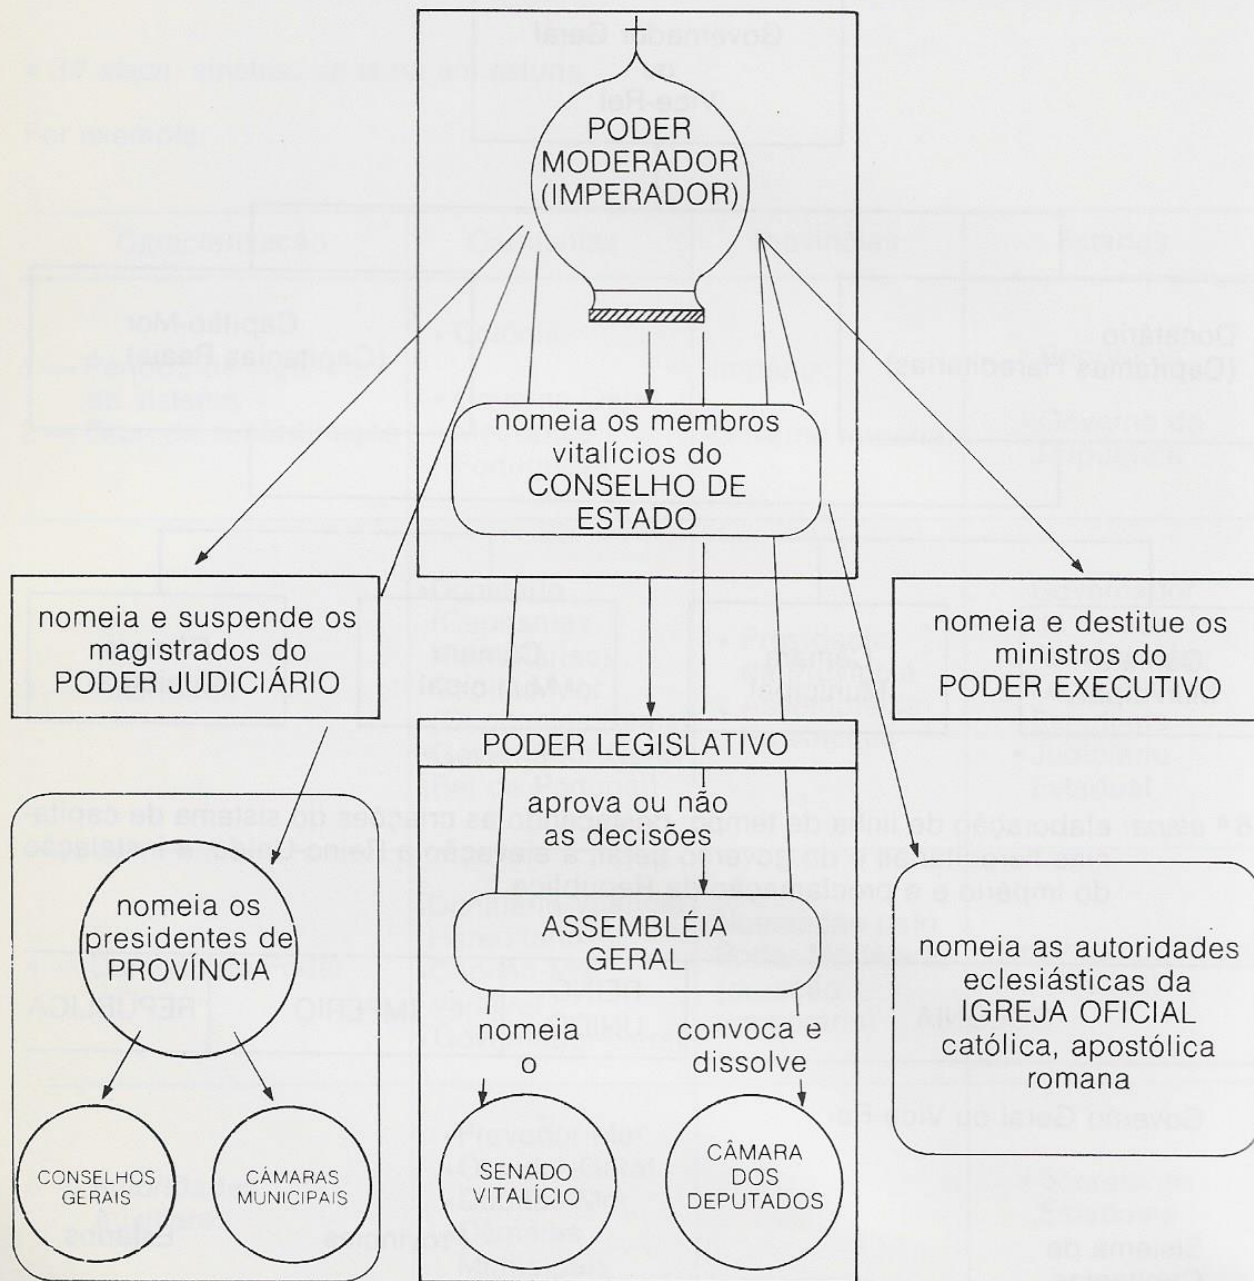 PODER
MODERADOR
(IMPERADOR)
nomeia os membros
vitalícios do
CONSELHO DE
ESTADO
nomeia e suspende os
magistrados do
PODER JUDICIÁRIO
nomeia e destitue os
ministros do
PODER EXECUTIVO
PODER LEGISLATIVO
aprova ou não
as decisões
nomeia os
presidentes de
PROVÍNCIA
ASSEMBLÉIA
GERAL
nomeia as autoridades
eclesiásticas da
IGREJA OFICIAL
católica, apostólica
romana
nomeia
o
convoca e
dissolve
CONSELHOS
GERAIS
CÂMARAS
MUNICIPAIS
SENADO
VITALÍCIO
CÂMARA
DOS
DEPUTADOS